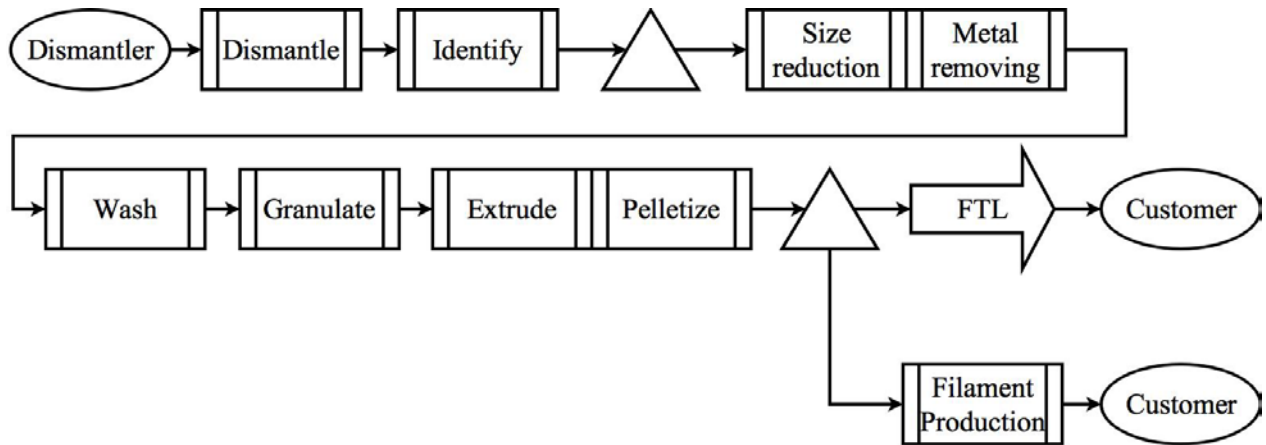 Dismantler
Dismantle
Identify
Size
reduction
Metal
removing
Wash
Granulate
Extrude
Pelletize
FTL
Customer
Filament
Production
Customer